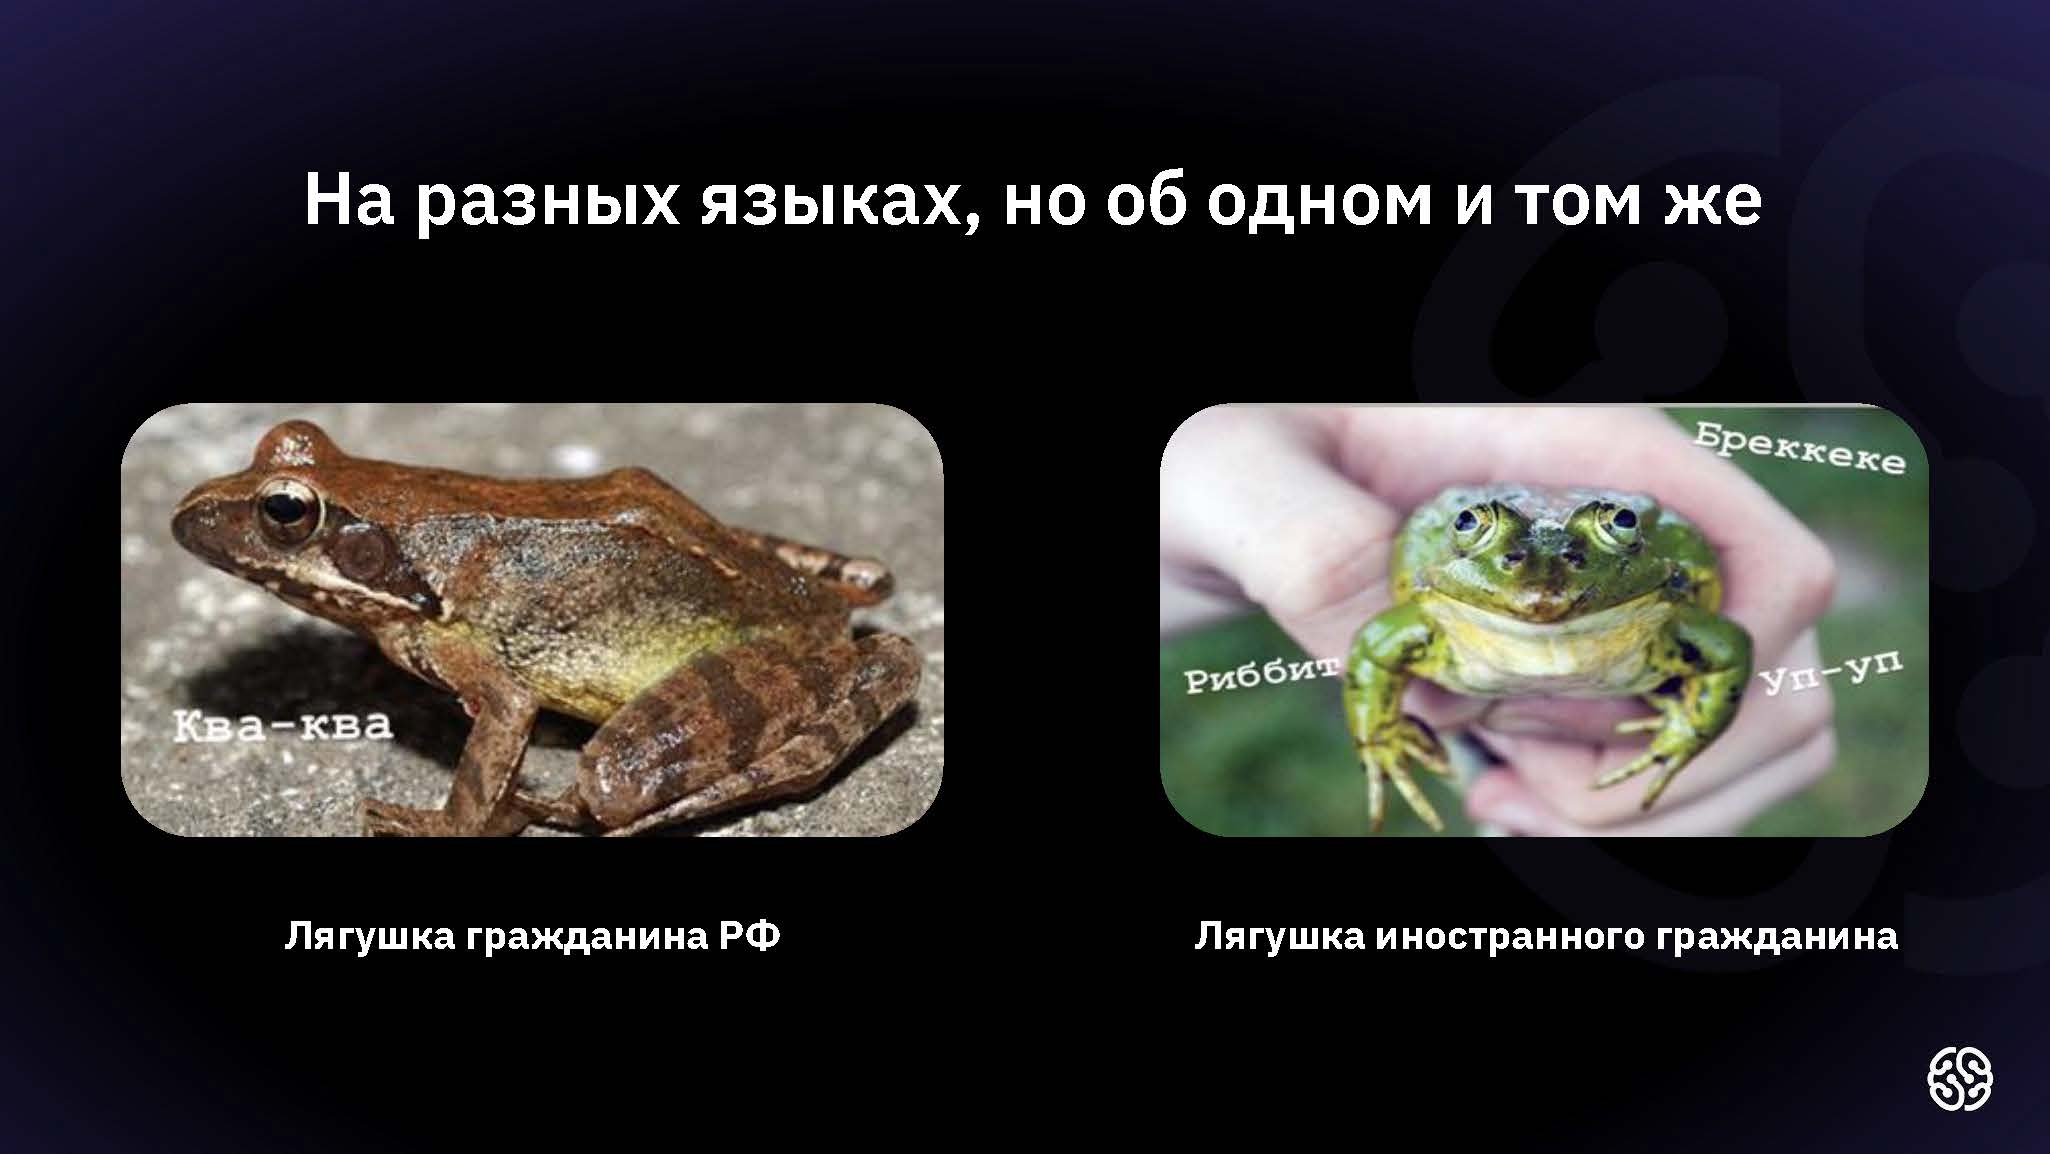 На разных языках, но об одном и том же
Ква-ква
Бреккеке
Риббит
Уп-уп
Лягушка гражданина РФ
Лягушка иностранного гражданина